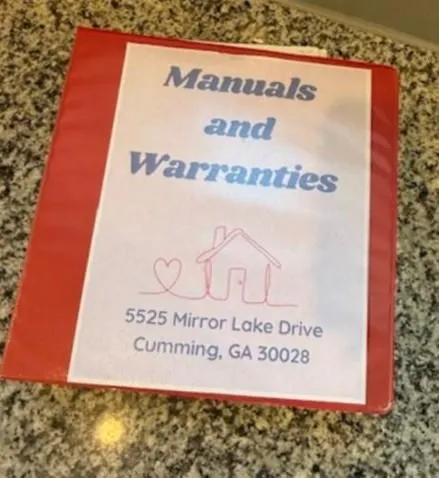 Manuals
and
Warranties
5525 Mirror Lake Drive
Cumming, GA 30028